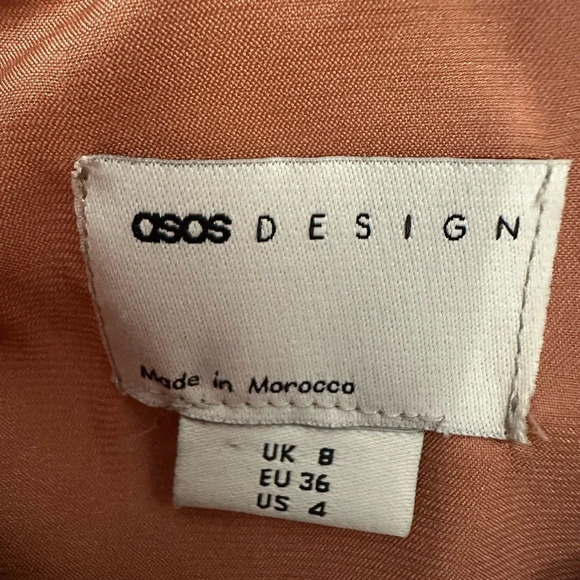 asos DESIGN
Made in Morocco
UK 8
EU 36
US 4